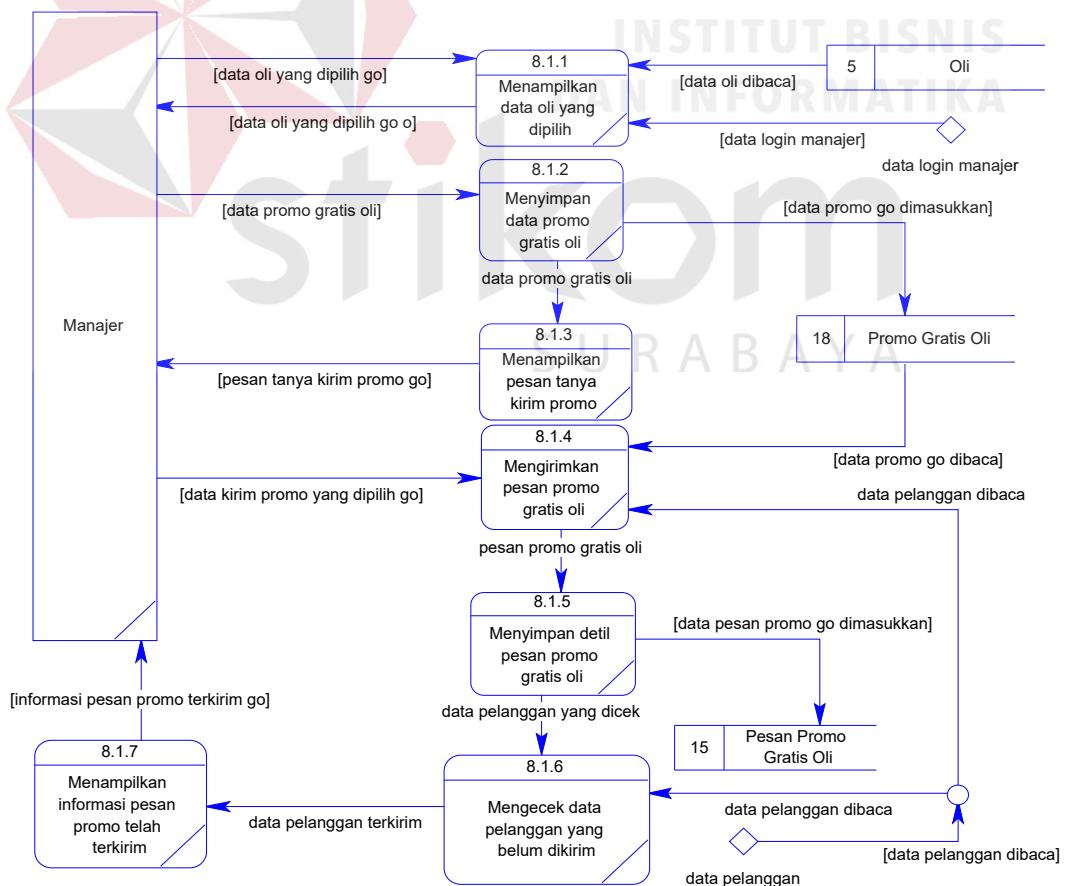 INSTITUT BISNIS
DAN INFORMATIKA
stikom
SURABAYA
Manajer
[data oli yang dipilih go]
[data oli yang dipilih go o]
8.1.1
Menampilkan
data oli yang
dipilih
[data oli dibaca]
5
Oli
[data login manajer]
data login manajer
[data promo gratis oli]
8.1.2
Menyimpan
data promo
gratis oli
[data promo go dimasukkan]
data promo gratis oli
18
Promo Gratis Oli
8.1.3
Menampilkan
pesan tanya
kirim promo
[pesan tanya kirim promo go]
8.1.4
Mengirimkan
pesan promo
gratis oli
[data promo go dibaca]
[data kirim promo yang dipilih go]
data pelanggan dibaca
pesan promo gratis oli
8.1.5
Menyimpan detil
pesan promo
gratis oli
[data pesan promo go dimasukkan]
[informasi pesan promo terkirim go]
data pelanggan yang dicek
15
Pesan Promo
Gratis Oli
8.1.7
Menampilkan
informasi pesan
promo telah
terkirim
data pelanggan terkirim
8.1.6
Mengecek data
pelanggan yang
belum dikirim
data pelanggan dibaca
[data pelanggan dibaca]
data pelanggan